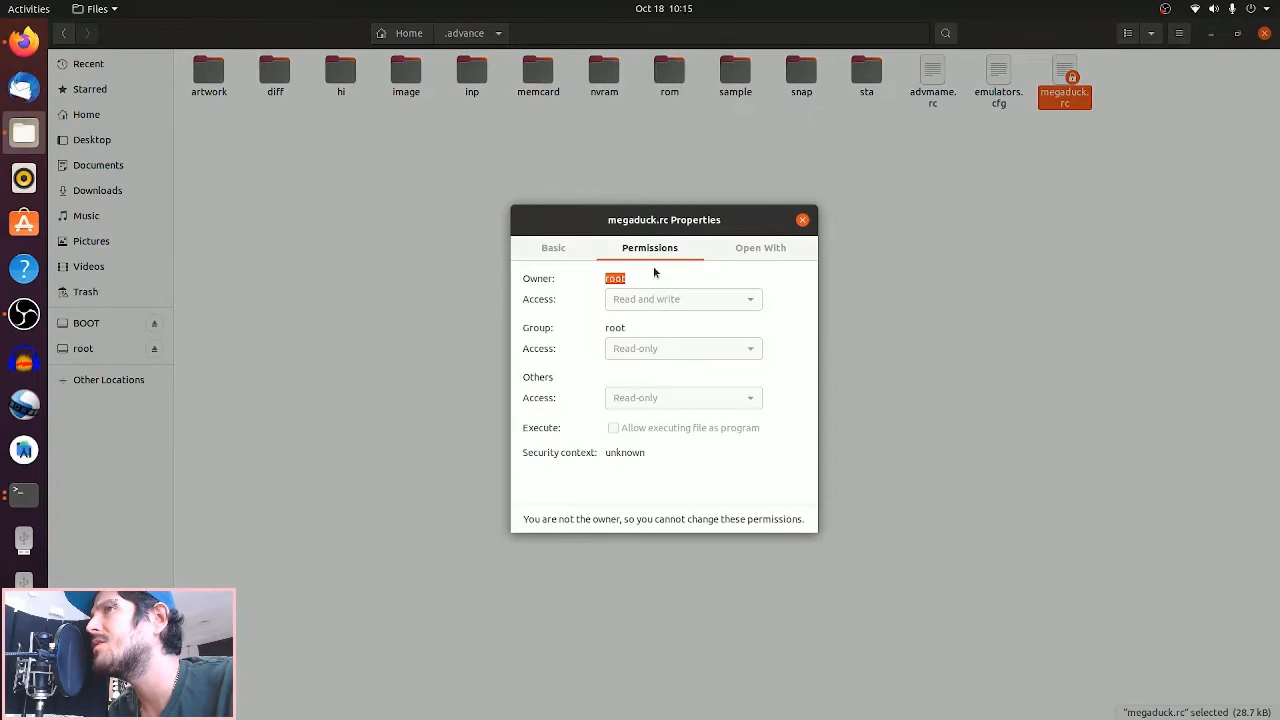 Activities
Files
Oct 18 10:15
Home
.advance
Recent
Starred
Home
Desktop
Documents
Downloads
Music
Pictures
Videos
Trash
BOOT
root
Other Locations
artwork
diff
hi
image
inp
memcard
nvram
rom
sample
snap
sta
advmame.
rc
emulators.
cfg
megaduck.
rc
megaduck.rc Properties
Basic
Permissions
Open With
Owner: root
Access: Read and write
Group: root
Access: Read-only
Others
Access: Read-only
Execute: Allow executing file as program
Security context: unknown
You are not the owner, so you cannot change these permissions.
"megaduck.rc" selected (28.7 kB)